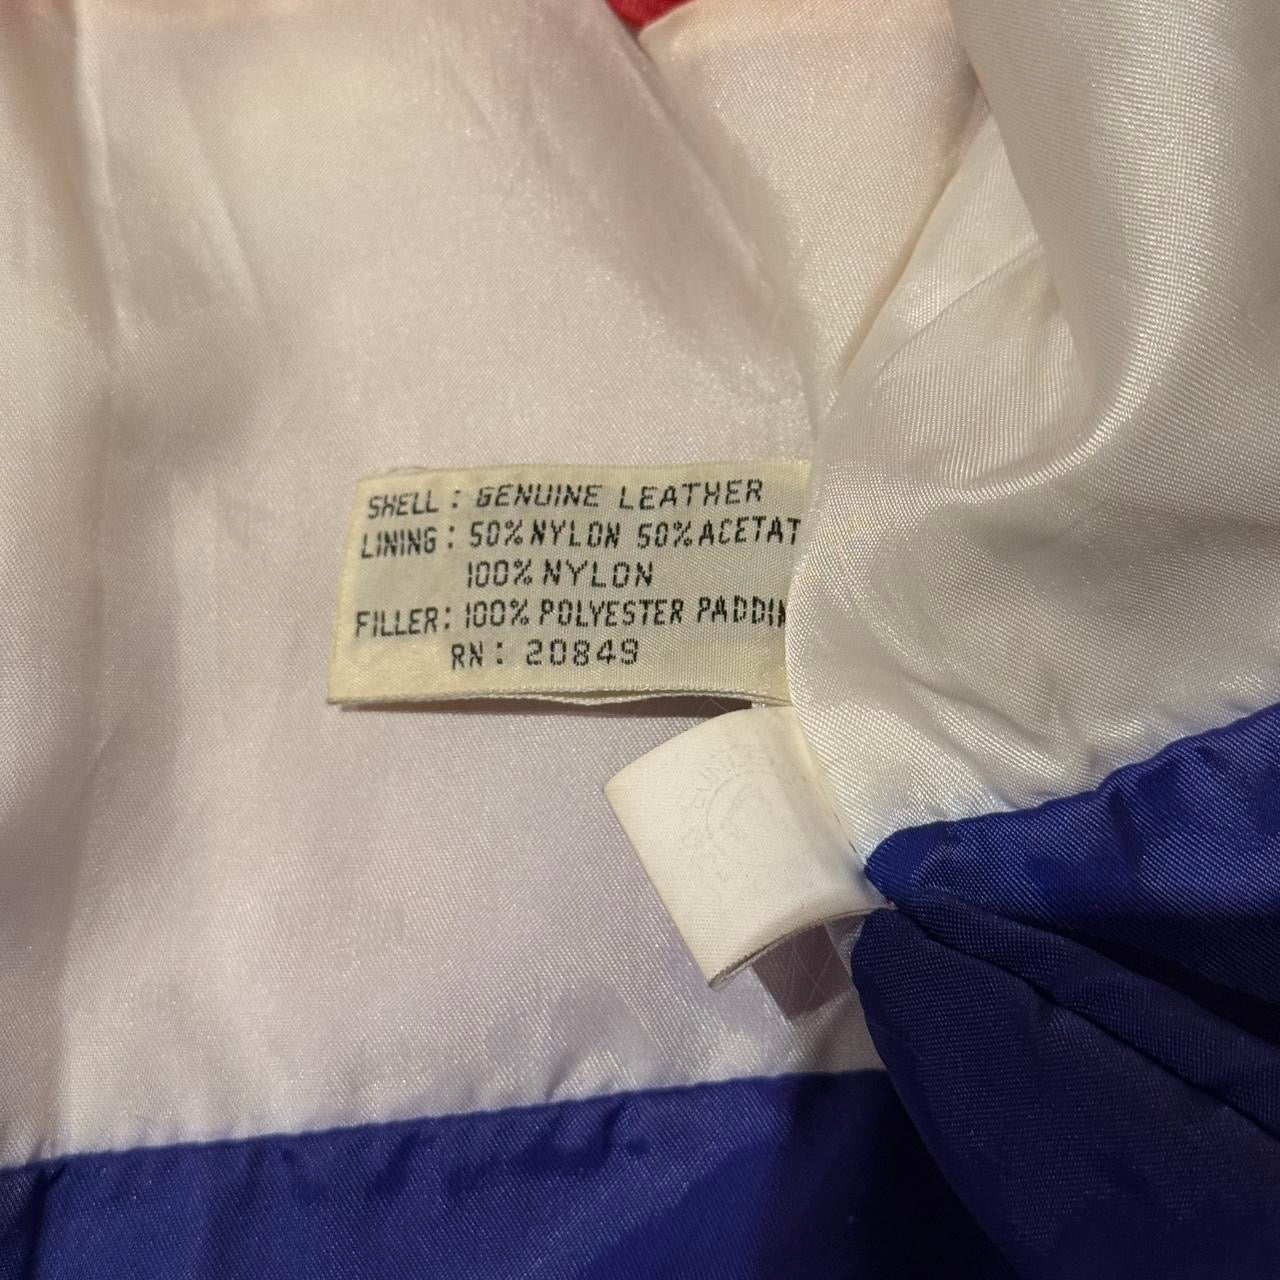 SHELL : GENUINE LEATHER
LINING : 50% NYLON 50% ACETAT
100% NYLON
FILLER : 100% POLYESTER PADDIN
RN : 20849